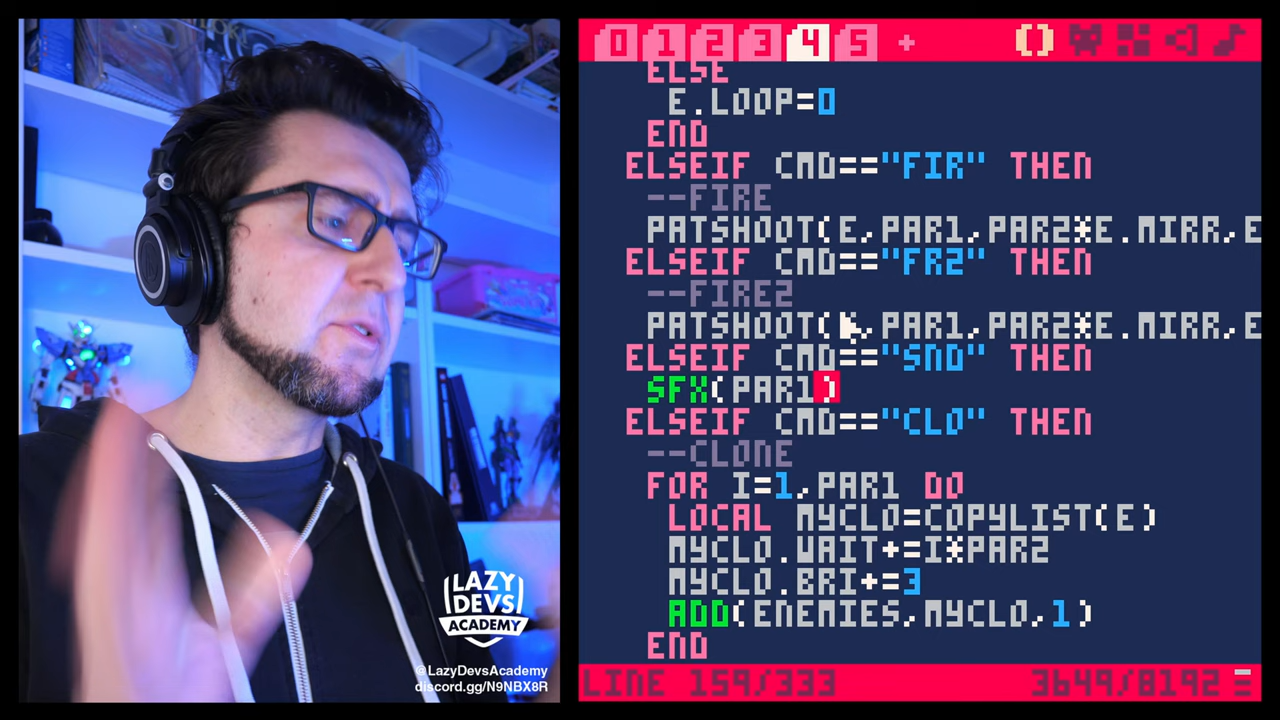 0 1 2 3 4 5 +
ELSE
E.LOOP=0
END
ELSEIF CMD=="FIR" THEN
--FIRE
PATSHOOT(E,PAR1,PAR2*E.MIRR,E
ELSEIF CMD=="FR2" THEN
--FIRE2
PATSHOOT( ,PAR1,PAR2*E.MIRR,E
ELSEIF CMD=="SND" THEN
SFX(PAR1)
ELSEIF CMD=="CLO" THEN
--CLONE
FOR I=1,PAR1 DO
LOCAL MYCLO=COPYLIST(E)
MYCLO.WAIT+=I*PAR2
MYCLO.BRI+=3
ADD(ENEMIES,MYCLO,1)
END
LINE 159/333 3649/8192
LAZY
DEVS
ACADEMY
@LazyDevsAcademy
discord.gg/N9NBX8R